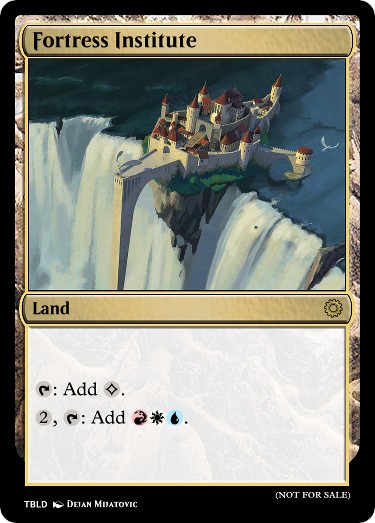 Fortress Institute
Land
: Add .
2, : Add .
(NOT FOR SALE)
TBLD Dejan Mijatovic